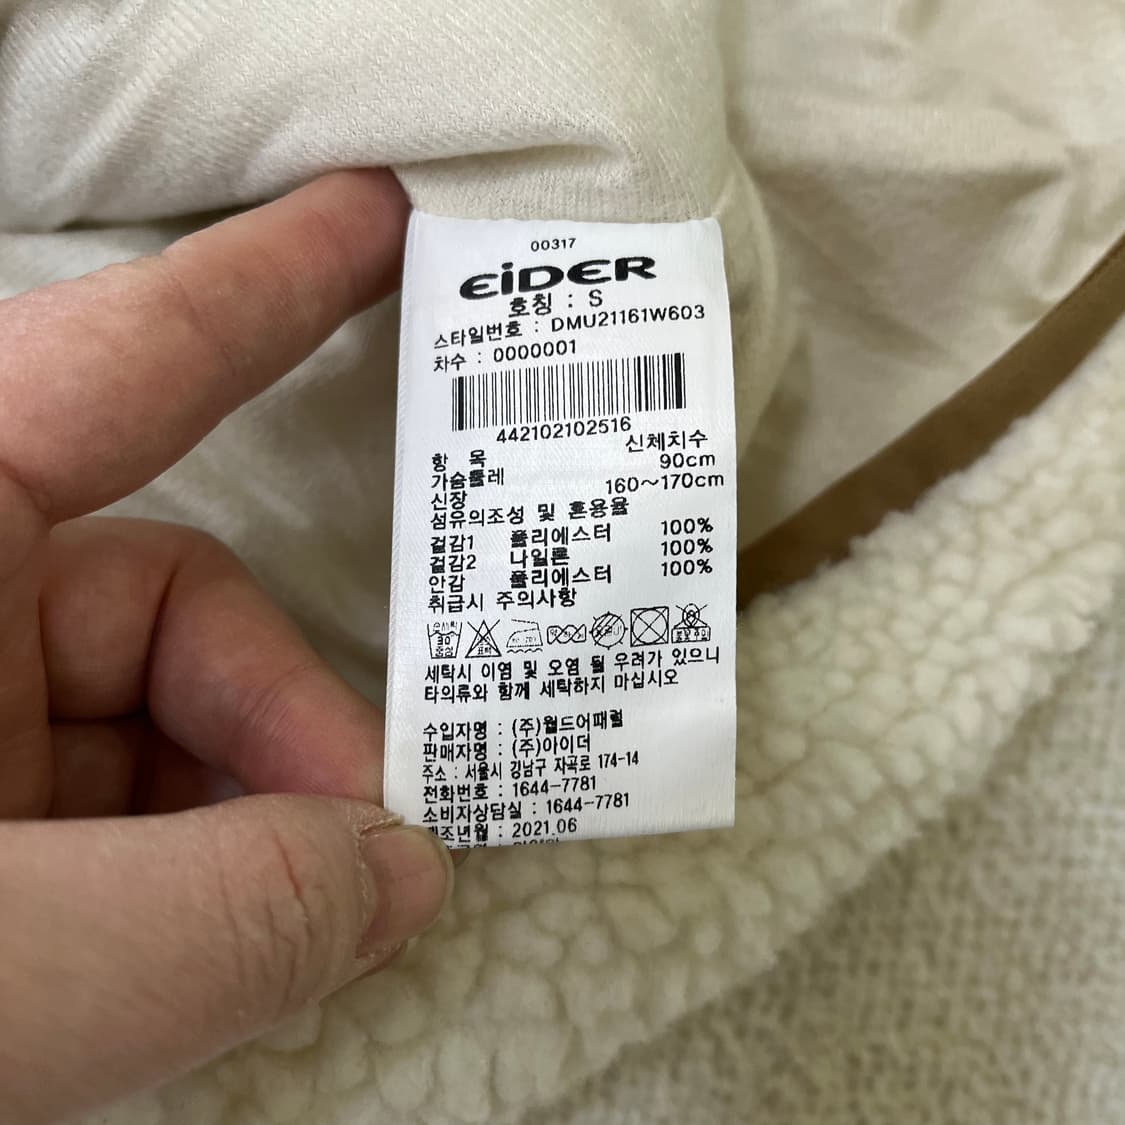 00317
EiDER
호칭 : S
스타일번호 : DMU21161W603
차수 : 0000001
442102102516
항 목 신체치수
가슴둘레 90cm
신장 160~170cm
섬유의조성 및 혼용율
겉감1 폴리에스터 100%
겉감2 나일론 100%
안감 폴리에스터 100%
취급시 주의사항
30
중성
세탁시 이염 및 오염 될 우려가 있으니
타의류와 함께 세탁하지 마십시오
수입자명 : (주)월드어패럴
판매자명 : (주)아이더
주소 : 서울시 강남구 자곡로 174-14
전화번호 : 1644-7781
소비자상담실 : 1644-7781
제조년월 : 2021.06